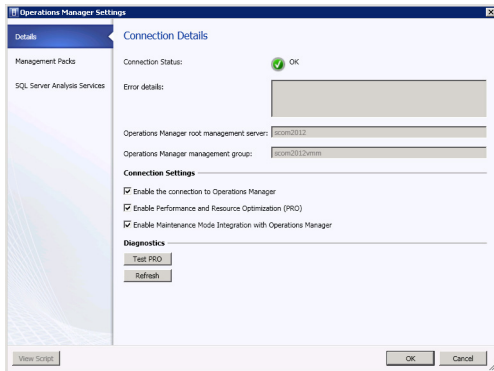 Operations Manager Settings
Details
Management Packs
SQL Server Analysis Services
Connection Details
Connection Status:
OK
Error details:
Operations Manager root management server:
scom2012
Operations Manager management group:
scom2012vmm
Connection Settings
Enable the connection to Operations Manager
Enable Performance and Resource Optimization (PRO)
Enable Maintenance Mode Integration with Operations Manager
Diagnostics
Test PRO
Refresh
View Script
OK
Cancel